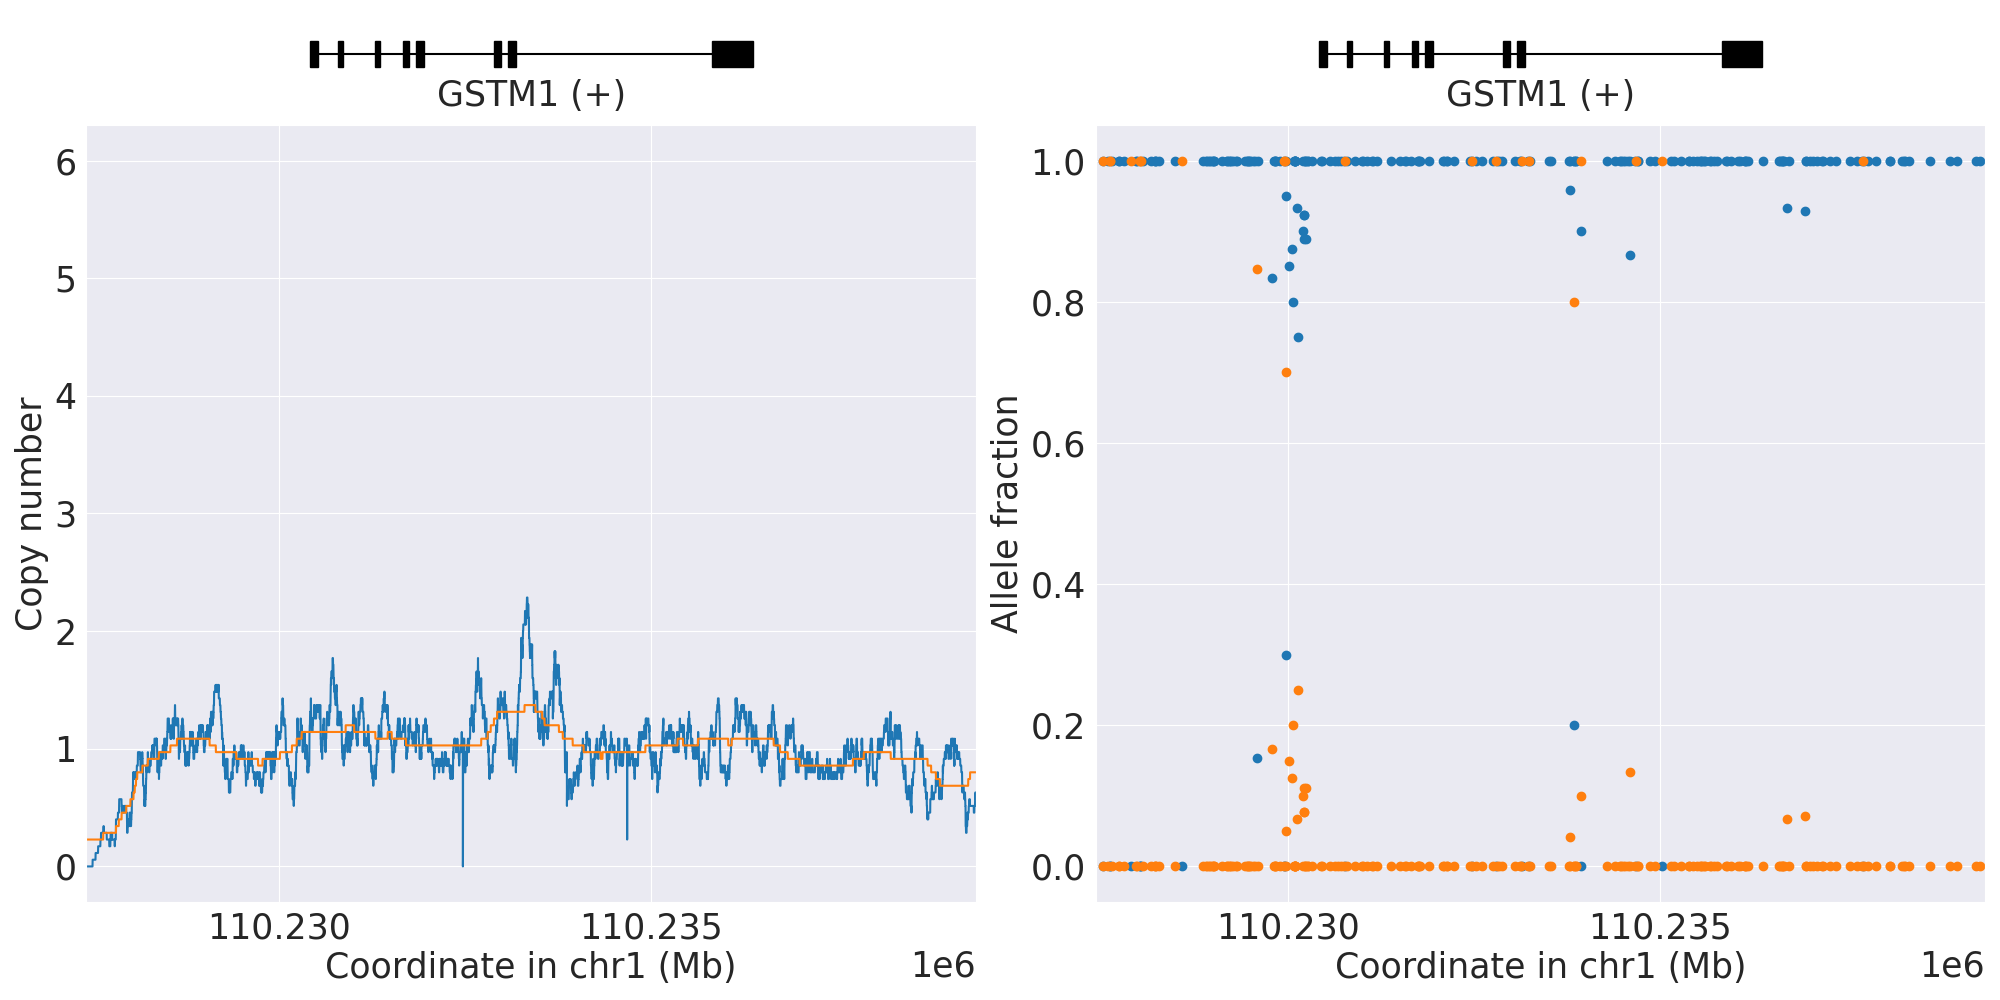 GSTM1 (+)
Copy number
6
5
4
3
2
1
0
110.230
110.235
Coordinate in chr1 (Mb)
1e6
GSTM1 (+)
Allele fraction
1.0
0.8
0.6
0.4
0.2
0.0
110.230
110.235
Coordinate in chr1 (Mb)
1e6